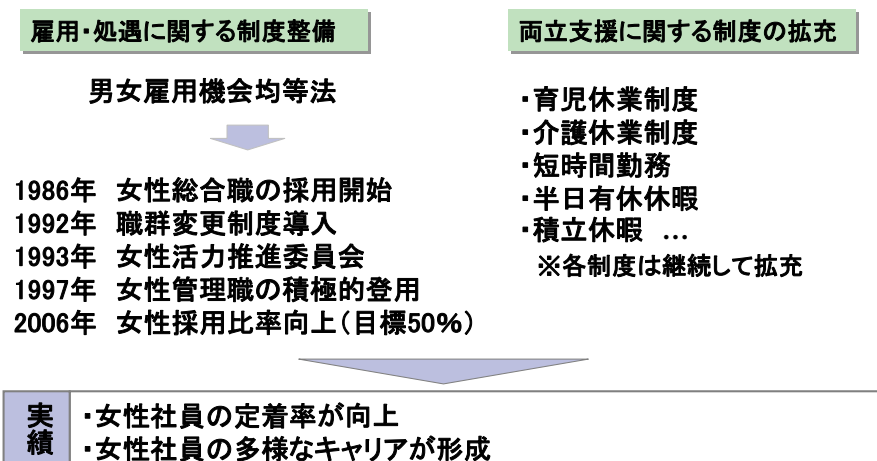 雇用・処遇に関する制度整備
男女雇用機会均等法
1986年 女性総合職の採用開始
1992年 職群変更制度導入
1993年 女性活力推進委員会
1997年 女性管理職の積極的登用
2006年 女性採用比率向上（目標50%）
両立支援に関する制度の拡充
・育児休業制度
・介護休業制度
・短時間勤務
・半日有休休暇
・積立休暇 …
※各制度は継続して拡充
実績
・女性社員の定着率が向上
・女性社員の多様なキャリアが形成